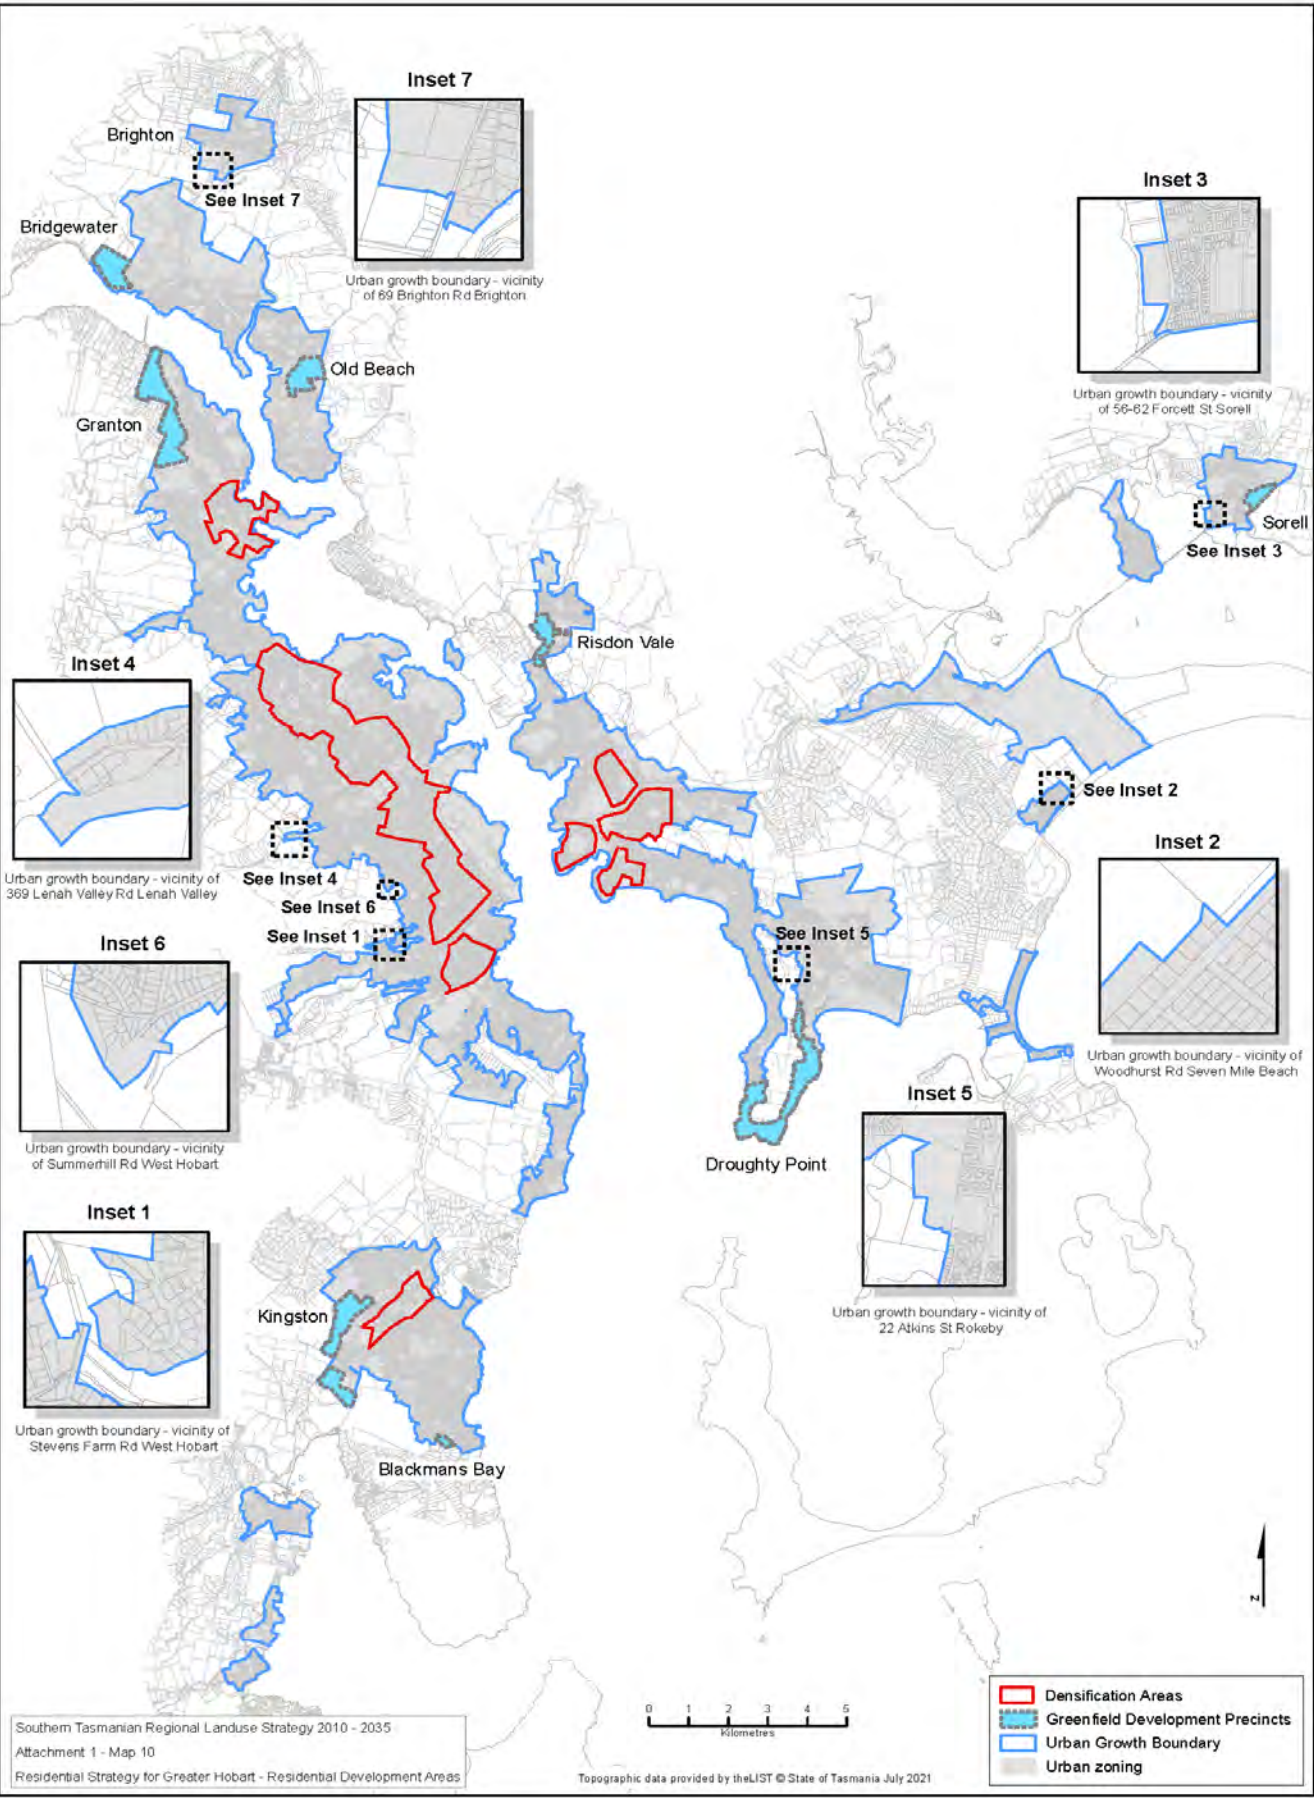 Inset 7
Brighton
See Inset 7
Urban growth boundary - vicinity
of 69 Brighton Rd Brighton
Inset 3
Urban growth boundary - vicinity
of 56-62 Forcett St Sorell
Bridgewater
Old Beach
Granton
Sorell
See Inset 3
Risdon Vale
Inset 4
Urban growth boundary - vicinity of
369 Lenah Valley Rd Lenah Valley
See Inset 4
See Inset 6
See Inset 1
See Inset 2
Inset 2
Urban growth boundary - vicinity of
Woodhurst Rd Seven Mile Beach
See Inset 5
Inset 6
Urban growth boundary - vicinity
of Summerhill Rd West Hobart
Inset 5
Urban growth boundary - vicinity of
22 Atkins St Rokeby
Droughty Point
Inset 1
Urban growth boundary - vicinity of
Stevens Farm Rd West Hobart
Kingston
Blackmans Bay
N
0 1 2 3 4 5
Kilometres
Densification Areas
Greenfield Development Precincts
Urban Growth Boundary
Urban zoning
Southern Tasmanian Regional Landuse Strategy 2010 - 2035
Attachment 1 - Map 10
Residential Strategy for Greater Hobart - Residential Development Areas
Topographic data provided by theLIST © State of Tasmania July 2021